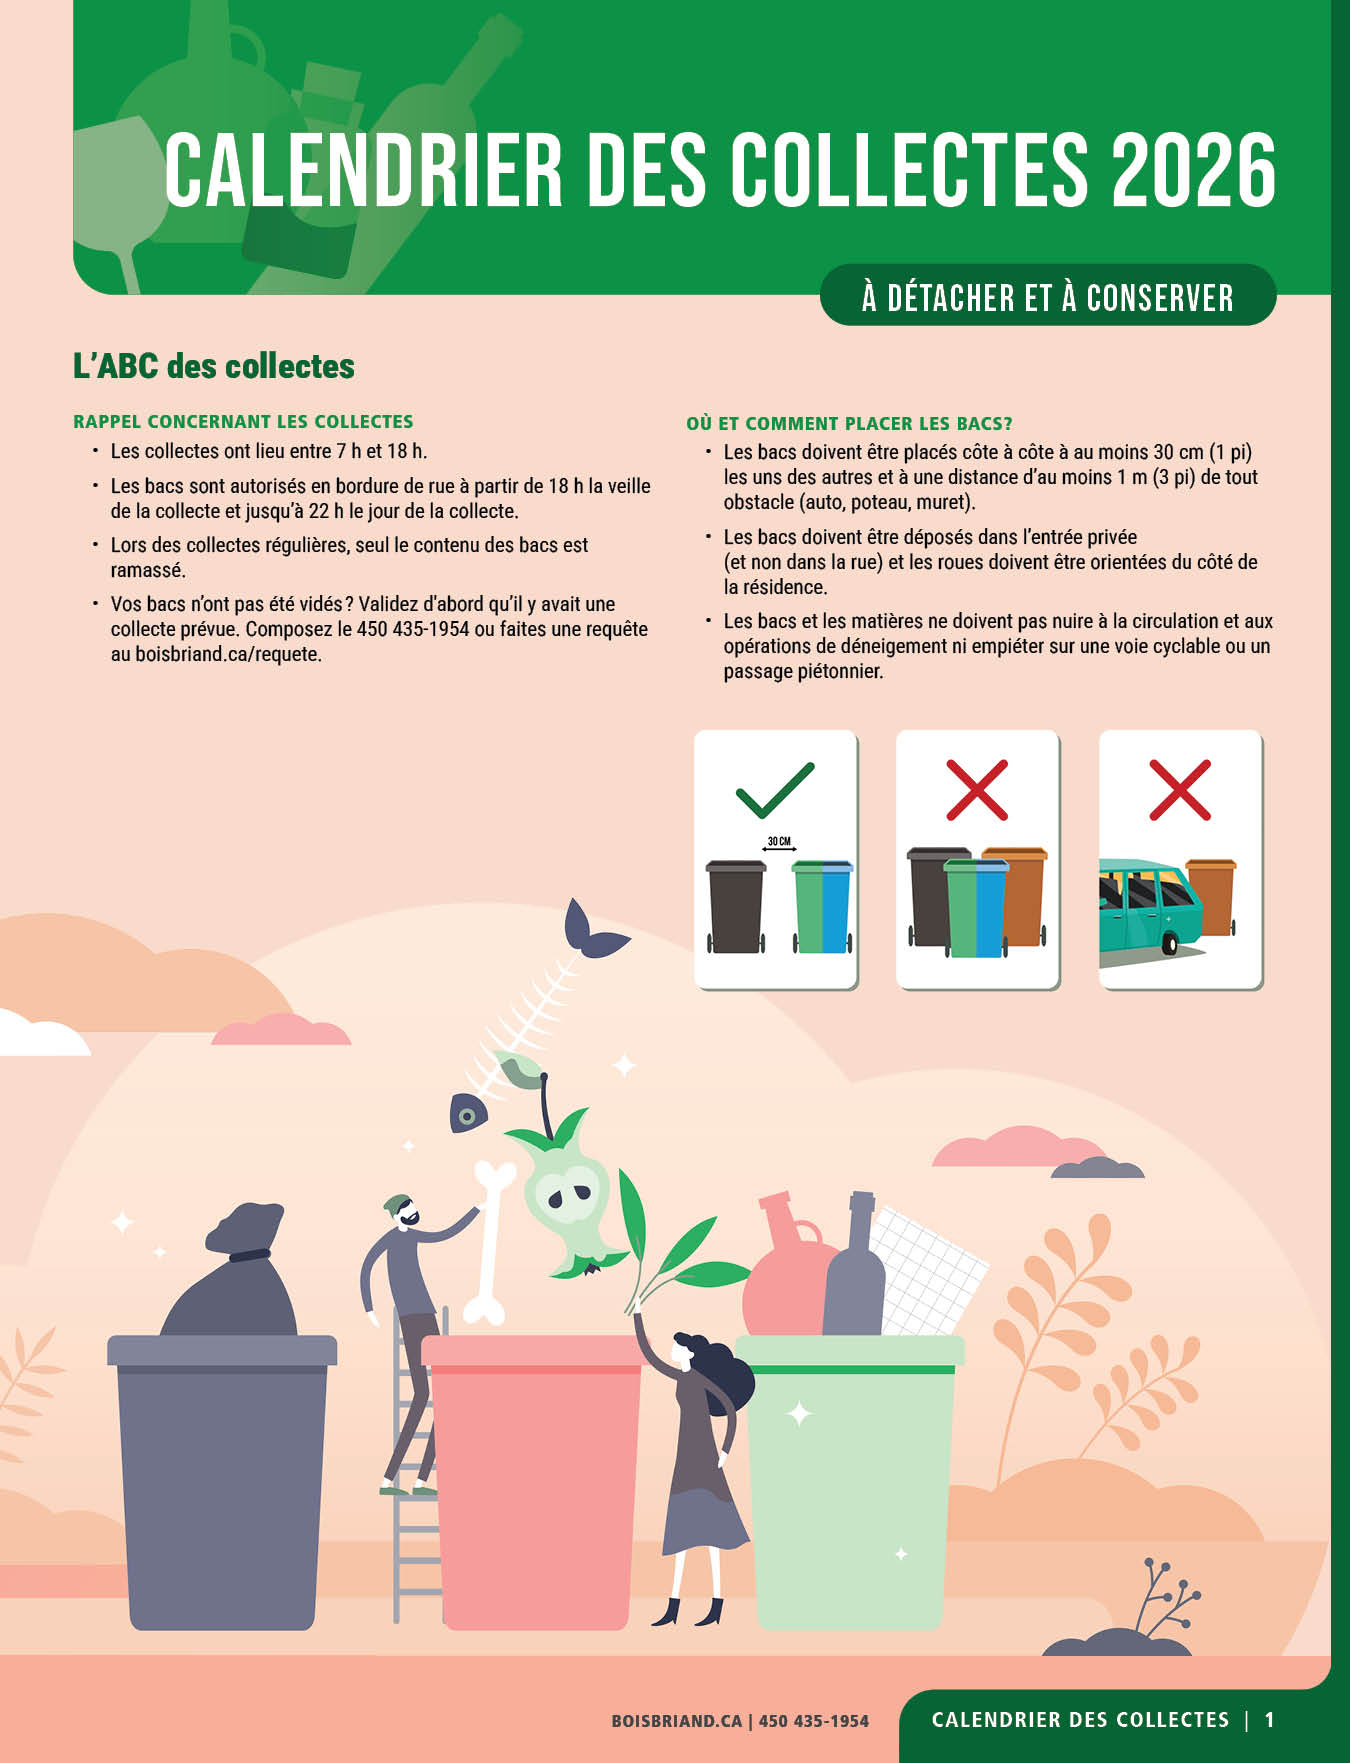 CALENDRIER DES COLLECTES 2026
À DÉTACHER ET À CONSERVER
L’ABC des collectes
RAPPEL CONCERNANT LES COLLECTES
• Les collectes ont lieu entre 7 h et 18 h.
• Les bacs sont autorisés en bordure de rue à partir de 18 h la veille
de la collecte et jusqu’à 22 h le jour de la collecte.
• Lors des collectes régulières, seul le contenu des bacs est
ramassé.
• Vos bacs n’ont pas été vidés ? Validez d'abord qu’il y avait une
collecte prévue. Composez le 450 435-1954 ou faites une requête
au boisbriand.ca/requete.
OÙ ET COMMENT PLACER LES BACS?
• Les bacs doivent être placés côte à côte à au moins 30 cm (1 pi)
les uns des autres et à une distance d’au moins 1 m (3 pi) de tout
obstacle (auto, poteau, muret).
• Les bacs doivent être déposés dans l’entrée privée
(et non dans la rue) et les roues doivent être orientées du côté de
la résidence.
• Les bacs et les matières ne doivent pas nuire à la circulation et aux
opérations de déneigement ni empiéter sur une voie cyclable ou un
passage piétonnier.
30 CM
BOISBRIAND.CA | 450 435-1954
CALENDRIER DES COLLECTES | 1